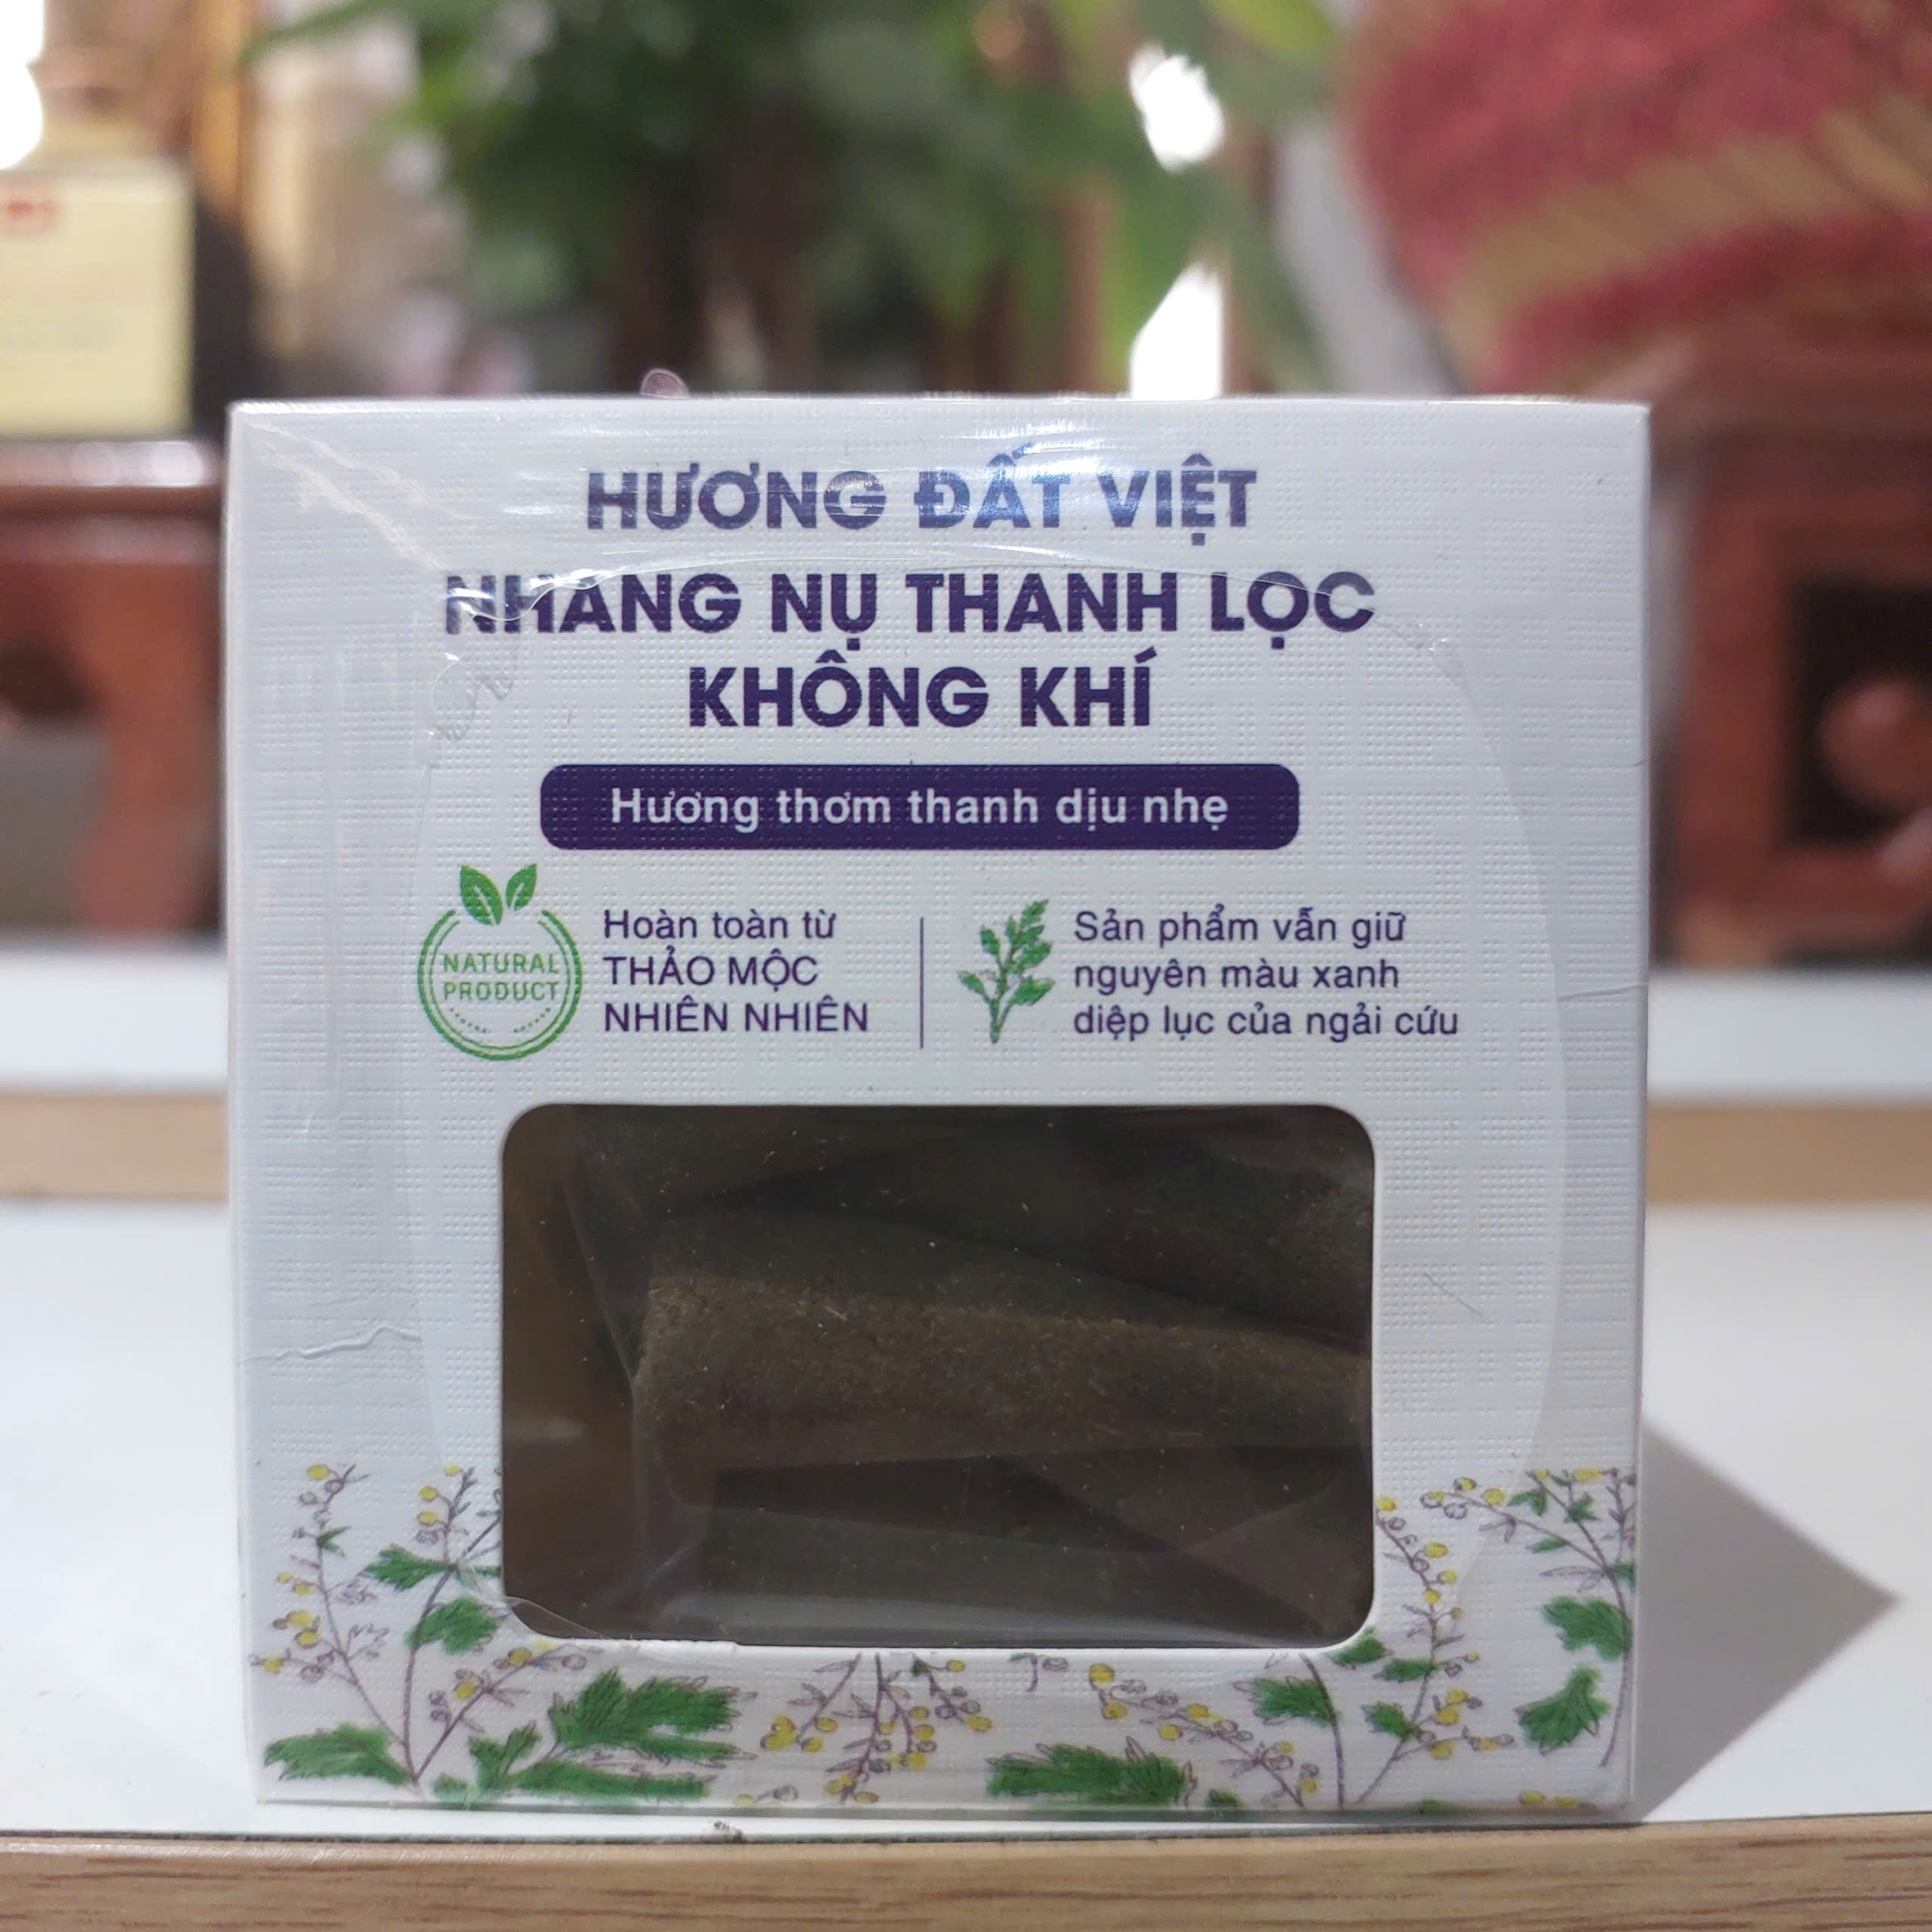 HƯƠNG ĐẤT VIỆT
NHANG NỤ THANH LỌC
KHÔNG KHÍ
Hương thơm thanh dịu nhẹ
NATURAL
PRODUCT
Hoàn toàn từ
THẢO MỘC
NHIÊN NHIÊN
Sản phẩm vẫn giữ
nguyên màu xanh
diệp lục của ngải cứu